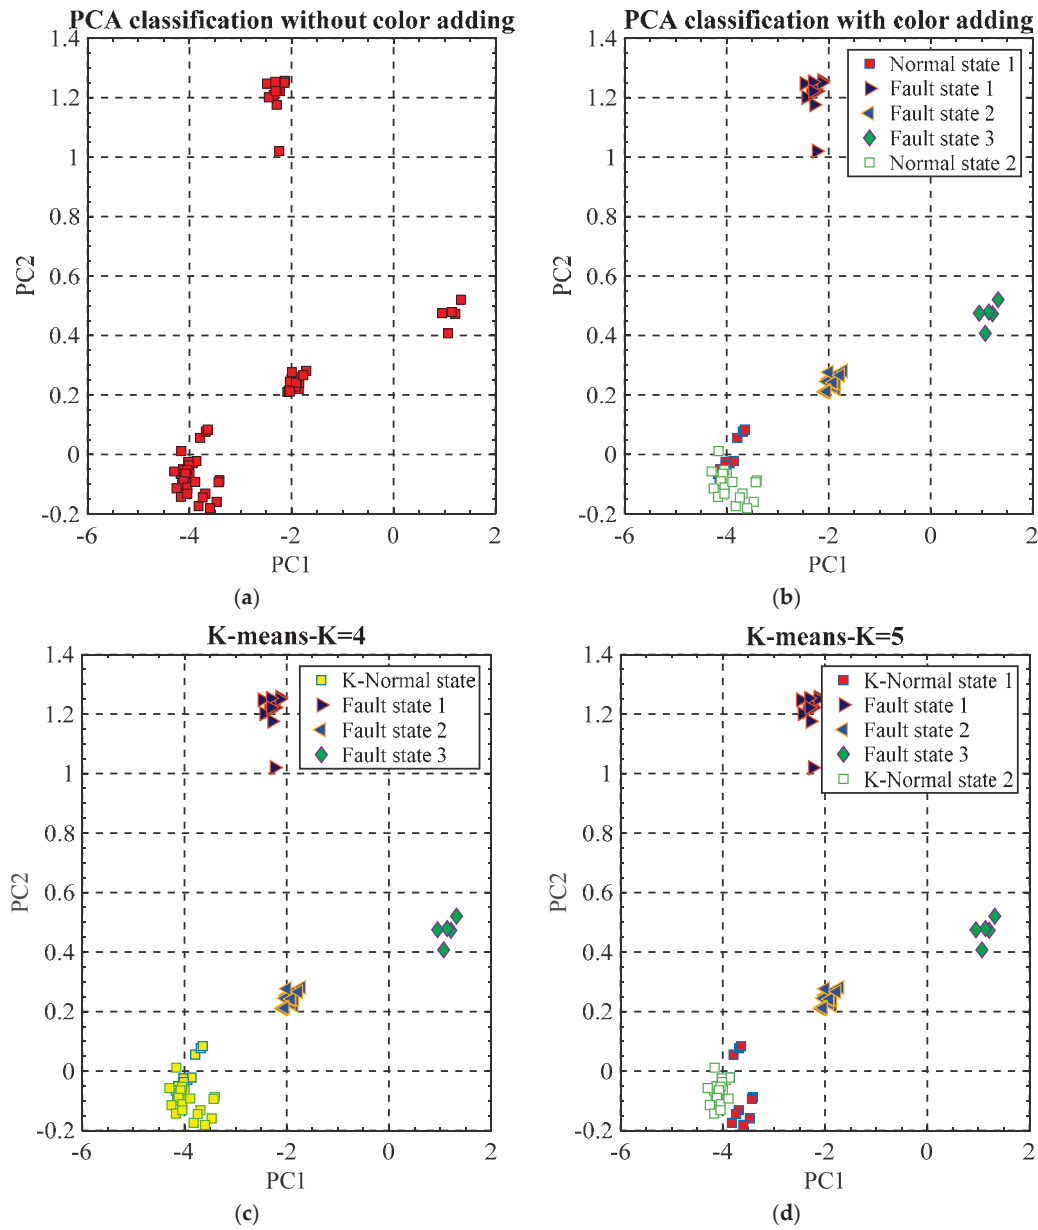 PCA classification without color adding
1.4
1.2
1
0.8
0.6
0.4
0.2
0
-0.2
PC2
-6
-4
-2
0
2
PC1
(a)
PCA classification with color adding
Normal state 1
Fault state 1
Fault state 2
Fault state 3
Normal state 2
1.4
1.2
1
0.8
0.6
0.4
0.2
0
-0.2
PC2
-6
-4
-2
0
2
PC1
(b)
K-means-K=4
K-Normal state
Fault state 1
Fault state 2
Fault state 3
1.4
1.2
1
0.8
0.6
0.4
0.2
0
-0.2
PC2
-6
-4
-2
0
2
PC1
(c)
K-means-K=5
K-Normal state 1
Fault state 1
Fault state 2
Fault state 3
K-Normal state 2
1.4
1.2
1
0.8
0.6
0.4
0.2
0
-0.2
PC2
-6
-4
-2
0
2
PC1
(d)